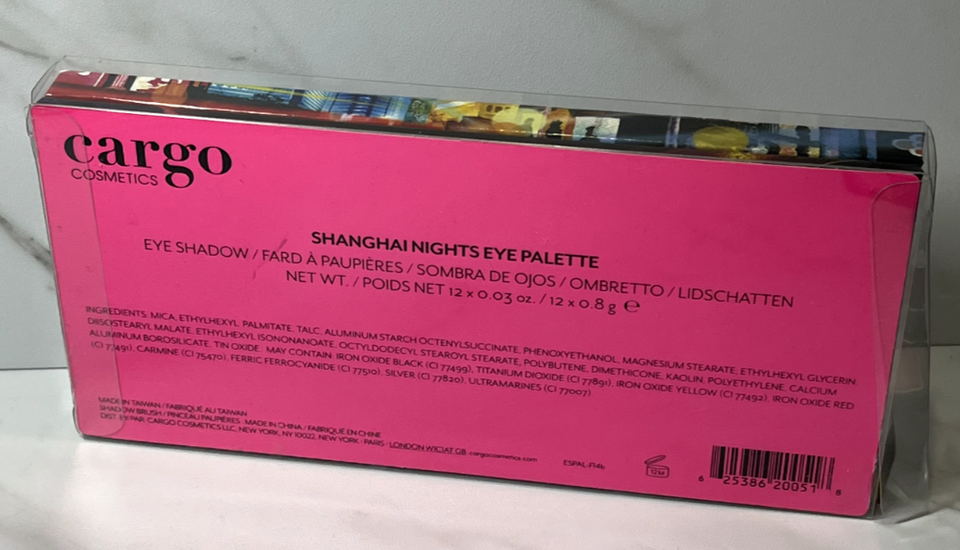 cargo
COSMETICS
SHANGHAI NIGHTS EYE PALETTE
EYE SHADOW / FARD À PAUPIÈRES / SOMBRA DE OJOS / OMBRETTO / LIDSCHATTEN
NET WT. / POIDS NET 12 x 0.03 oz. / 12 x 0.8 g ℮
INGREDIENTS: MICA, ETHYLHEXYL PALMITATE, TALC, ALUMINUM STARCH OCTENYLSUCCINATE, PHENOXYETHANOL, MAGNESIUM STEARATE, ETHYLHEXYL GLYCERIN,
DIISOSTEARYL MALATE, ETHYLHEXYL ISONONANOATE, OCTYLDODECYL STEAROYL STEARATE, POLYBUTENE, DIMETHICONE, KAOLIN, POLYETHYLENE, CALCIUM
ALUMINUM BOROSILICATE, TIN OXIDE. MAY CONTAIN: IRON OXIDE BLACK (CI 77499), TITANIUM DIOXIDE (CI 77891), IRON OXIDE YELLOW (CI 77492), IRON OXIDE RED
(CI 77491), CARMINE (CI 75470), FERRIC FERROCYANIDE (CI 77510), SILVER (CI 77820), ULTRAMARINES (CI 77007)
MADE IN TAIWAN / FABRIQUÉ AU TAIWAN
SHADOW BRUSH / PINCEAU PAUPIÈRES · MADE IN CHINA / FABRIQUÉ EN CHINE
DIST. BY/PAR. CARGO COSMETICS LLC, NEW YORK, NY 10022, NEW YORK · PARIS · LONDON W1CJAT GB cargocosmetics.com
ESPAL-F14b
12 M
6 25386 20051 8